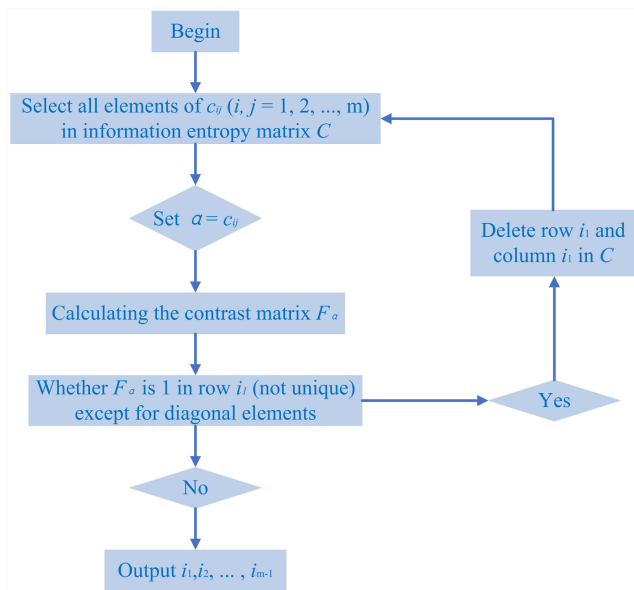 Begin
Select all elements of cij (i, j = 1, 2, ..., m)
in information entropy matrix C
Set α = cij
Delete row i1 and
column i1 in C
Calculating the contrast matrix Fα
Whether Fα is 1 in row i1 (not unique)
except for diagonal elements
Yes
No
Output i1,i2, ... , im-1